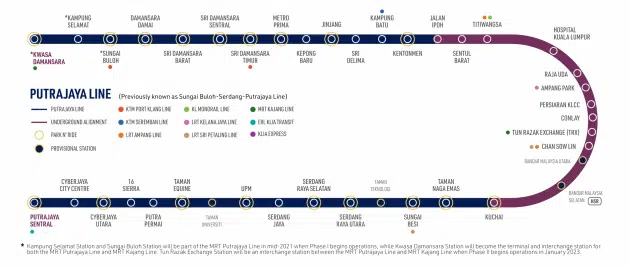 *KAMPUNG
SELAMAT
DAMANSARA
DAMAI
SRI DAMANSARA
SENTRAL
METRO
PRIMA
JINJANG
KAMPUNG
BATU
JALAN
IPOH
TITIWANGSA
*KWASA
DAMANSARA
*SUNGAI
BULOH
SRI DAMANSARA
BARAT
SRI DAMANSARA
TIMUR
KEPONG
BARU
SRI
DELIMA
KENTONMEN
SENTUL
BARAT
HOSPITAL
KUALA LUMPUR
RAJA UDA
AMPANG PARK
PERSIARAN KLCC
CONLAY
TUN RAZAK EXCHANGE (TRX)
CHAN SOW LIN
BANDAR MALAYSIA UTARA
BANDAR MALAYSIA
SELATAN
HSR
PUTRAJAYA LINE
(Previously known as Sungai Buloh-Serdang-Putrajaya Line)
PUTRAJAYA LINE
UNDERGROUND ALIGNMENT
PARK N' RIDE
PROVISIONAL STATION
KTM PORT KLANG LINE
KTM SEREMBAN LINE
LRT AMPANG LINE
KL MONORAIL LINE
LRT KELANA JAYA LINE
LRT SRI PETALING LINE
MRT KAJANG LINE
ERL KLIA TRANSIT
KLIA EXPRESS
CYBERJAYA
CITY CENTRE
16
SIERRA
TAMAN
EQUINE
UPM
SERDANG
RAYA SELATAN
TAMAN
TEKNOLOGI
TAMAN
NAGA EMAS
PUTRAJAYA
SENTRAL
CYBERJAYA
UTARA
PUTRA
PERMAI
TAMAN
UNIVERSITI
SERDANG
JAYA
SERDANG
RAYA UTARA
SUNGAI
BESI
KUCHAI
* Kampung Selamat Station and Sungai Buloh Station will be part of the MRT Putrajaya Line in mid-2021 when Phase I begins operations, while Kwasa Damansara Station will become the terminal and interchange station for
both the MRT Putrajaya Line and MRT Kajang Line. Tun Razak Exchange Station will be an interchange station between the MRT Putrajaya Line and MRT Kajang Line when Phase II begins operations in January 2023.